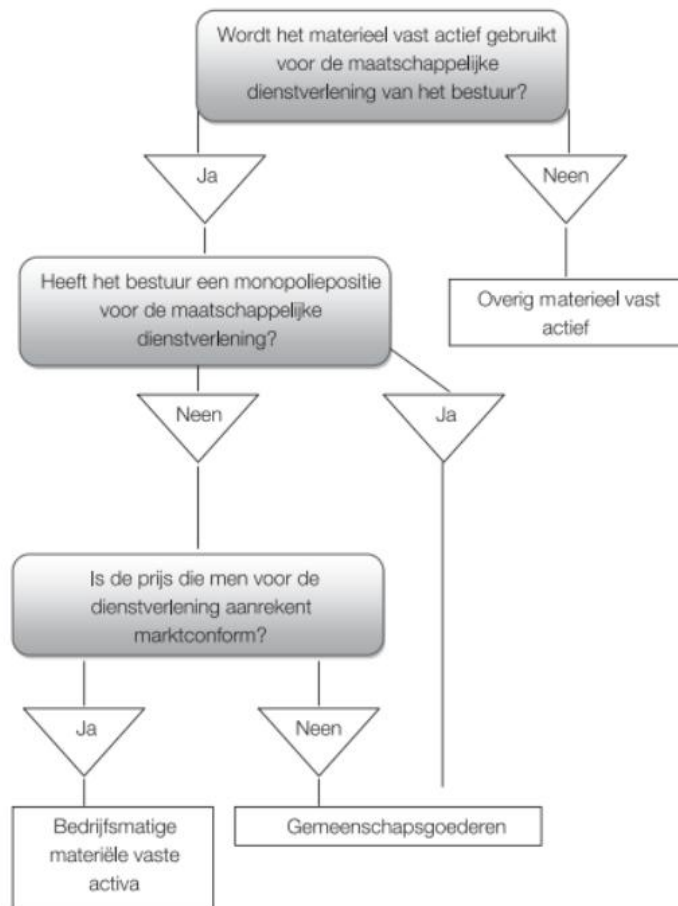 Wordt het materieel vast actief gebruikt
voor de maatschappelijke
dienstverlening van het bestuur?
Ja
Neen
Heeft het bestuur een monopoliepositie
voor de maatschappelijke
dienstverlening?
Overig materieel vast
actief
Neen
Ja
Is de prijs die men voor de
dienstverlening aanrekent
marktconform?
Ja
Neen
Bedrijfsmatige
materiële vaste
activa
Gemeenschapsgoederen